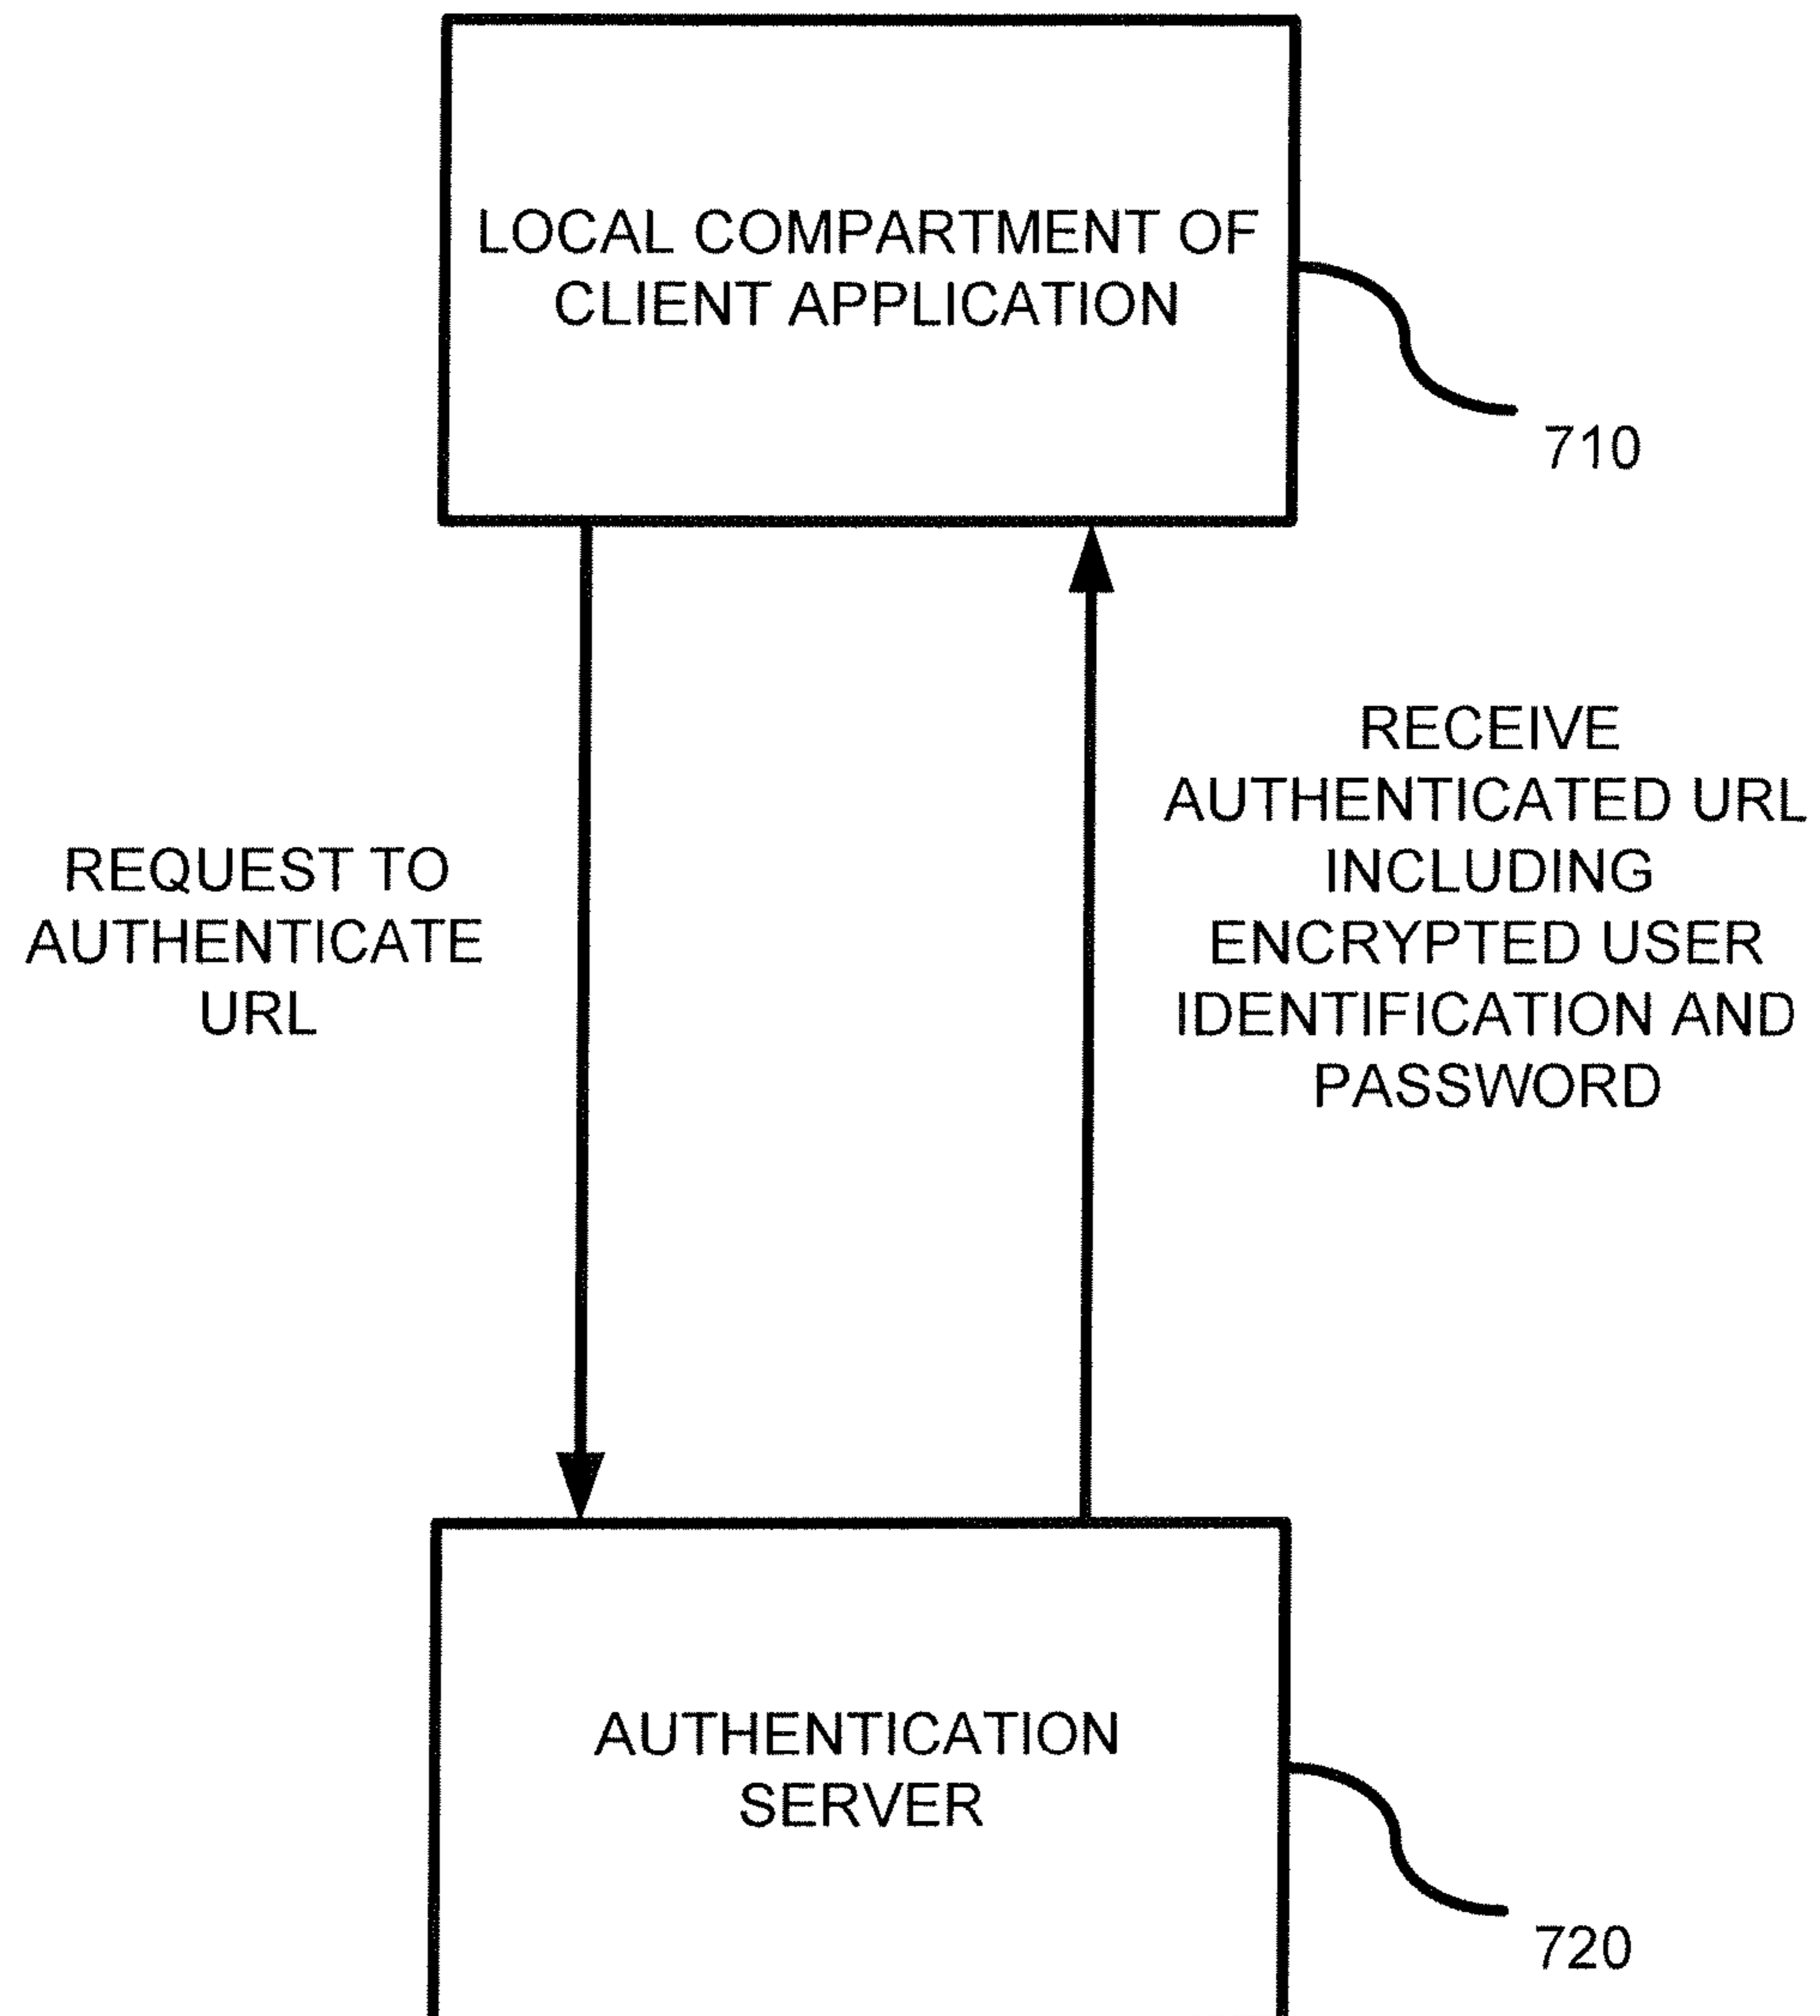 LOCAL COMPARTMENT OF
CLIENT APPLICATION
710
REQUEST TO
AUTHENTICATE
URL
RECEIVE
AUTHENTICATED URL
INCLUDING
ENCRYPTED USER
IDENTIFICATION AND
PASSWORD
AUTHENTICATION
SERVER
720